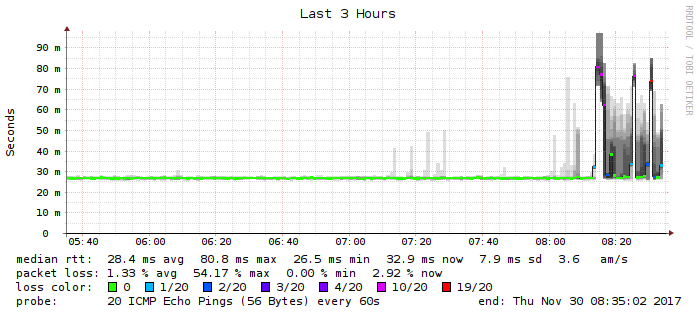 Last 3 Hours
RRDTOOL / TOBI OETIKER
Seconds
90 m
80 m
70 m
60 m
50 m
40 m
30 m
20 m
10 m
0
05:40 06:00 06:20 06:40 07:00 07:20 07:40 08:00 08:20
median rtt: 28.4 ms avg 80.8 ms max 26.5 ms min 32.9 ms now 7.9 ms sd 3.6 am/s
packet loss: 1.33 % avg 54.17 % max 0.00 % min 2.92 % now
loss color: 0 1/20 2/20 3/20 4/20 10/20 19/20
probe: 20 ICMP Echo Pings (56 Bytes) every 60s end: Thu Nov 30 08:35:02 2017